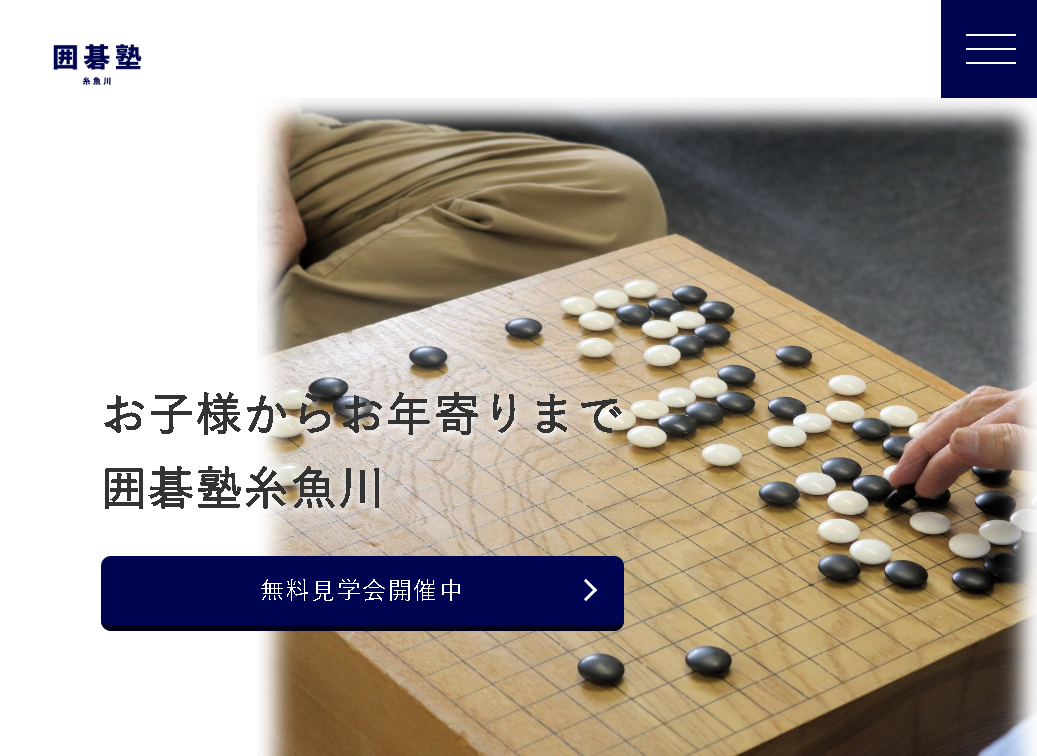 囲碁塾
糸魚川
お子様からお年寄りまで
囲碁塾糸魚川
無料見学会開催中